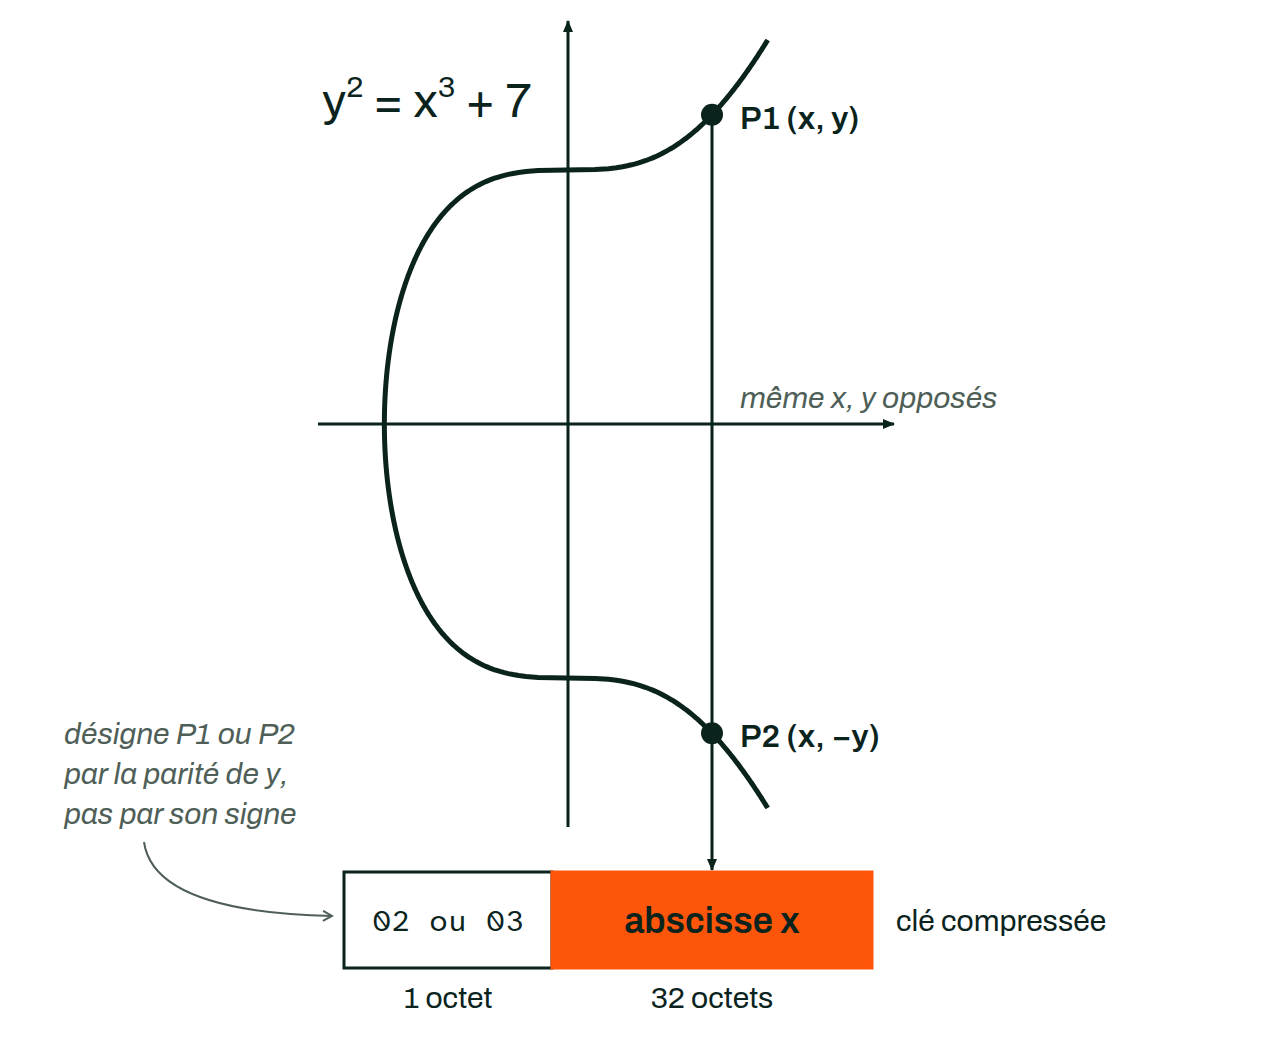 y² = x³ + 7
P1 (x, y)
même x, y opposés
P2 (x, −y)
désigne P1 ou P2
par la parité de y,
pas par son signe
02 ou 03
abscisse x
clé compressée
1 octet
32 octets